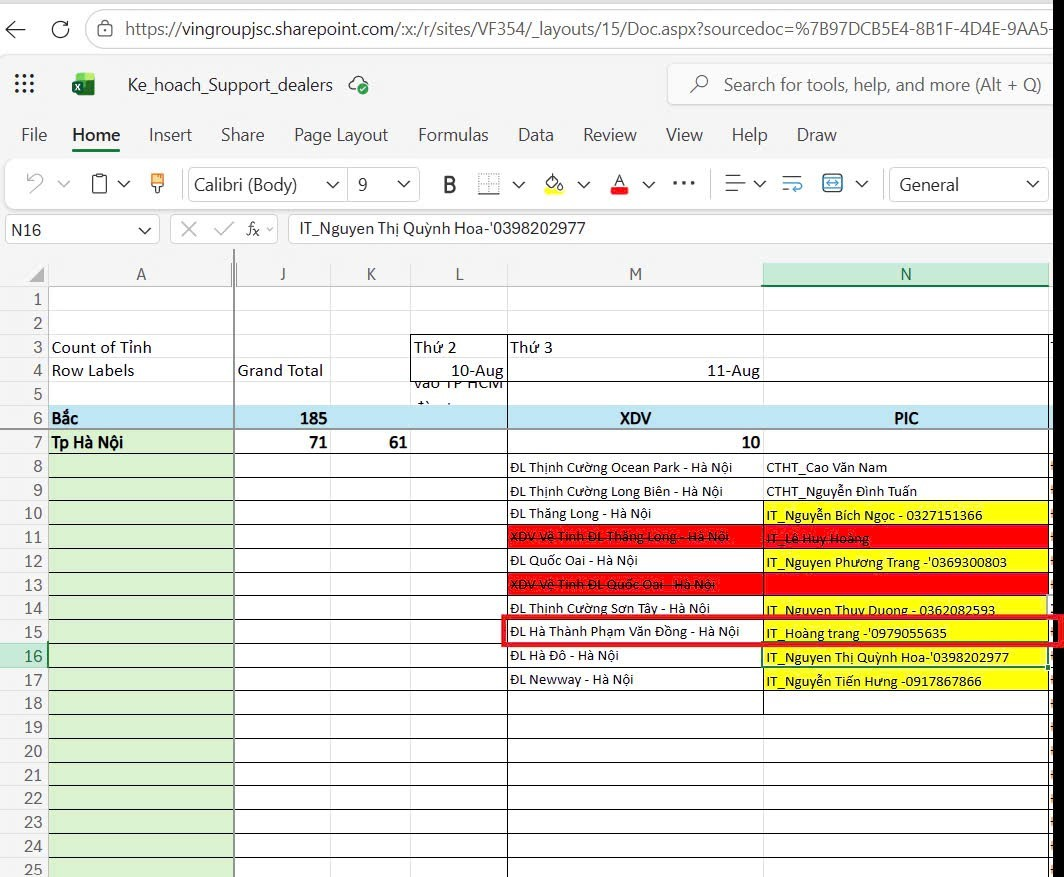 https://vingroupjsc.sharepoint.com/:x:/r/sites/VF354/_layouts/15/Doc.aspx?sourcedoc=%7B97DCB5E4-8B1F-4D4E-9AA5-
Ke_hoach_Support_dealers
Search for tools, help, and more (Alt + Q)
File Home Insert Share Page Layout Formulas Data Review View Help Draw
Calibri (Body) 9 B A General
N16 fx IT_Nguyen Thị Quỳnh Hoa-'0398202977
A J K L M N
1
2
3 Count of Tỉnh Thứ 2 Thứ 3
4 Row Labels Grand Total 10-Aug 11-Aug
5 vào TP HCM
6 Bắc 185 XDV PIC
7 Tp Hà Nội 71 61 10
8 ĐL Thịnh Cường Ocean Park - Hà Nội CTHT_Cao Văn Nam
9 ĐL Thịnh Cường Long Biên - Hà Nội CTHT_Nguyễn Đình Tuấn
10 ĐL Thăng Long - Hà Nội IT_Nguyễn Bích Ngọc - 0327151366
11 XDV Vệ Tinh ĐL Thăng Long - Hà Nội IT_Lê Huy Hoàng
12 ĐL Quốc Oai - Hà Nội IT_Nguyen Phương Trang -'0369300803
13 XDV Vệ Tinh ĐL Quốc Oai - Hà Nội
14 ĐL Thịnh Cường Sơn Tây - Hà Nội IT_Nguyen Thuy Duong - 0362082593
15 ĐL Hà Thành Phạm Văn Đồng - Hà Nội IT_Hoàng trang -'0979055635
16 ĐL Hà Đô - Hà Nội IT_Nguyen Thị Quỳnh Hoa-'0398202977
17 ĐL Newway - Hà Nội IT_Nguyễn Tiến Hưng -0917867866
18
19
20
21
22
23
24
25